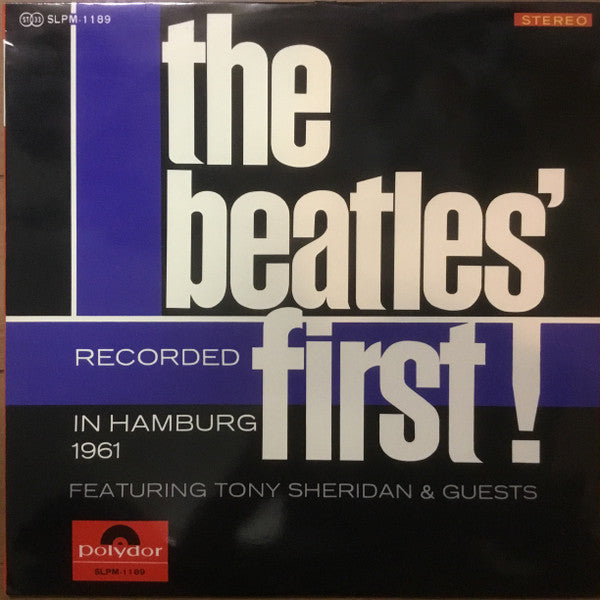 ST 33 SLPM-1189
STEREO
the
beatles'
first!
RECORDED
IN HAMBURG
1961
FEATURING TONY SHERIDAN & GUESTS
polydor
SLPM-1189